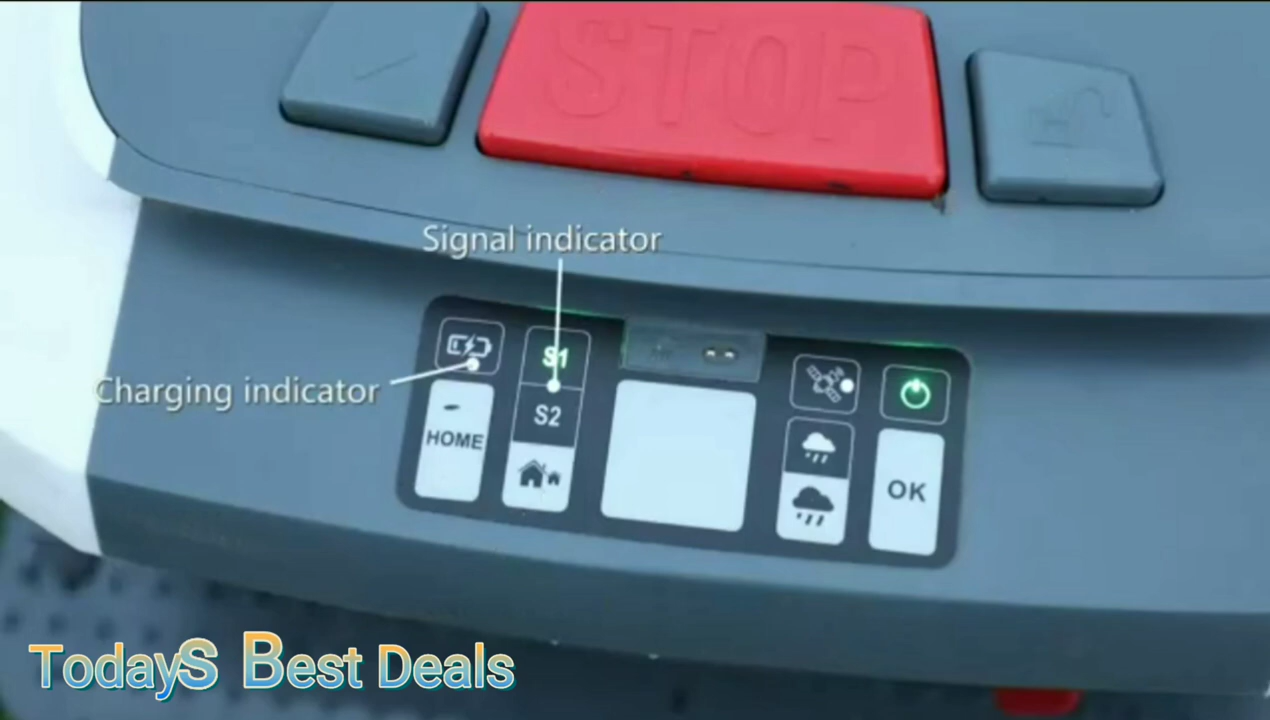 STOP
Signal indicator
Charging indicator
S1
S2
HOME
OK
TodayS Best Deals